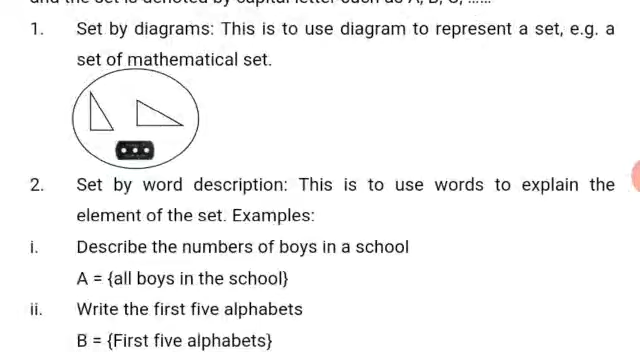 1. Set by diagrams: This is to use diagram to represent a set, e.g. a
set of mathematical set.
2. Set by word description: This is to use words to explain the
element of the set. Examples:
i. Describe the numbers of boys in a school
A = {all boys in the school}
ii. Write the first five alphabets
B = {First five alphabets}